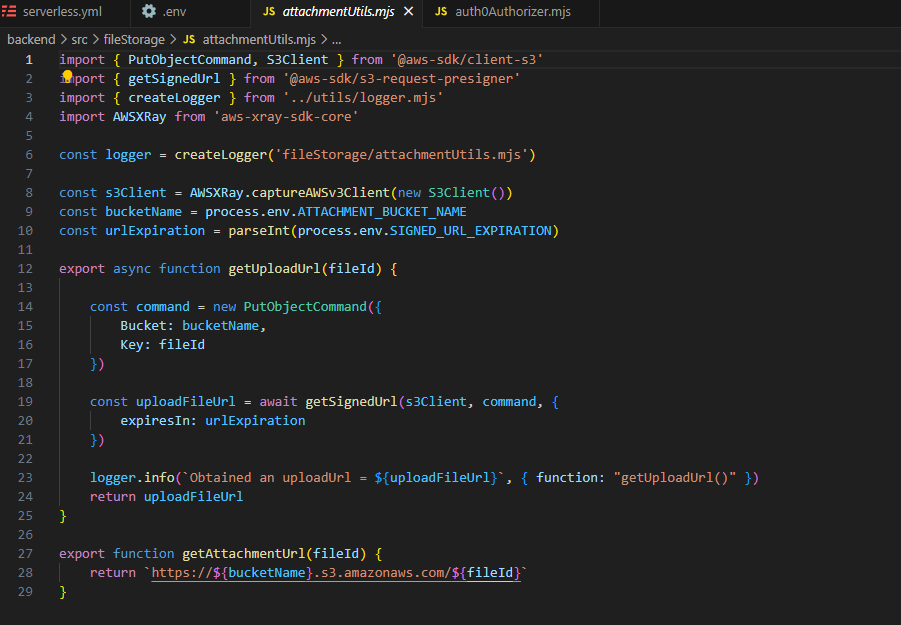 serverless.yml .env JS attachmentUtils.mjs JS auth0Authorizer.mjs
backend > src > fileStorage > JS attachmentUtils.mjs > ...
1 import { PutObjectCommand, S3Client } from '@aws-sdk/client-s3'
2 import { getSignedUrl } from '@aws-sdk/s3-request-presigner'
3 import { createLogger } from '../utils/logger.mjs'
4 import AWSXRay from 'aws-xray-sdk-core'
5
6 const logger = createLogger('fileStorage/attachmentUtils.mjs')
7
8 const s3Client = AWSXRay.captureAWSv3Client(new S3Client())
9 const bucketName = process.env.ATTACHMENT_BUCKET_NAME
10 const urlExpiration = parseInt(process.env.SIGNED_URL_EXPIRATION)
11
12 export async function getUploadUrl(fileId) {
13
14 const command = new PutObjectCommand({
15 Bucket: bucketName,
16 Key: fileId
17 })
18
19 const uploadFileUrl = await getSignedUrl(s3Client, command, {
20 expiresIn: urlExpiration
21 })
22
23 logger.info(`Obtained an uploadUrl = ${uploadFileUrl}`, { function: "getUploadUrl()" })
24 return uploadFileUrl
25 }
26
27 export function getAttachmentUrl(fileId) {
28 return `https://${bucketName}.s3.amazonaws.com/${fileId}`
29 }